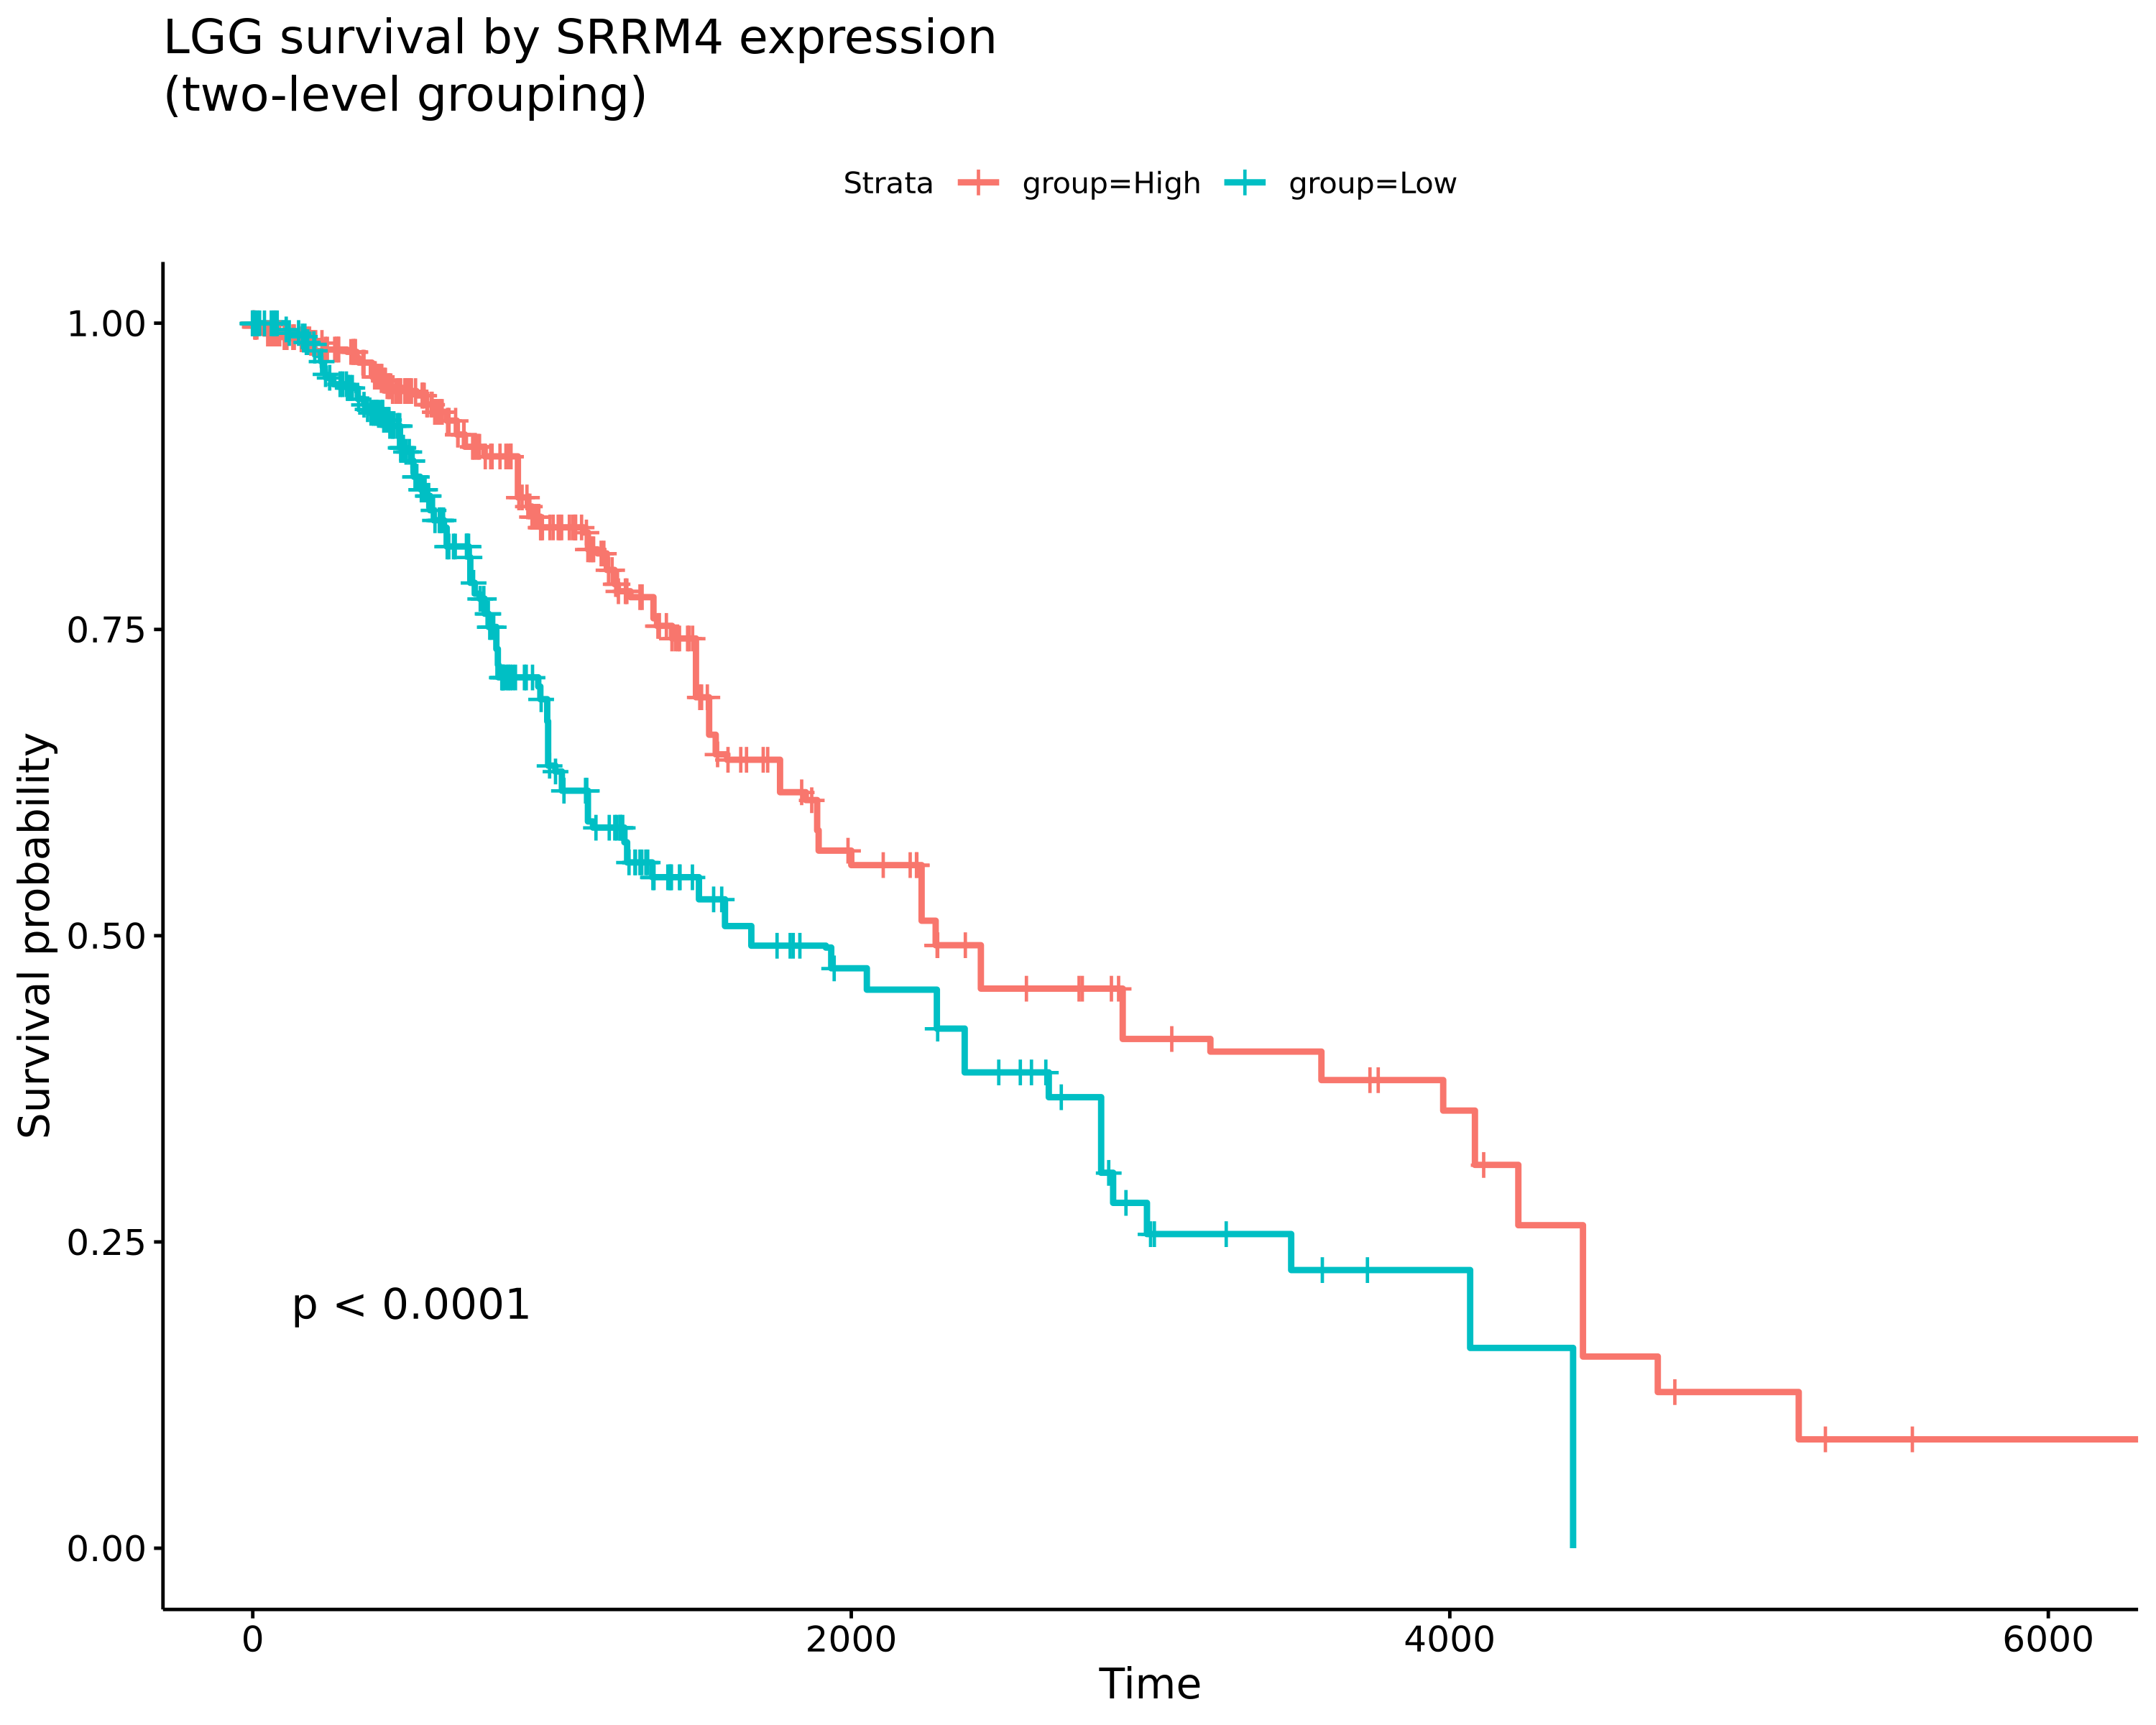 LGG survival by SRRM4 expression
(two-level grouping)
Strata group=High group=Low
1.00
0.75
0.50
0.25
0.00
Survival probability
p < 0.0001
0 2000 4000 6000
Time